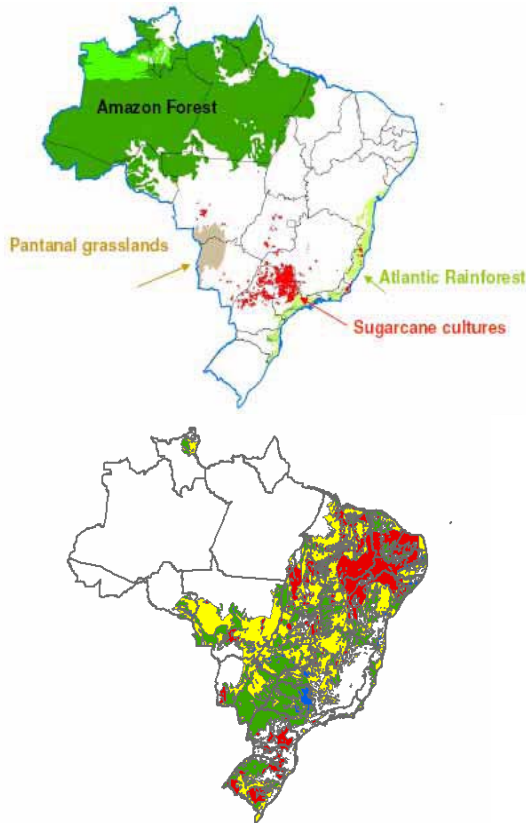 Amazon Forest
Pantanal grasslands
Atlantic Rainforest
Sugarcane cultures